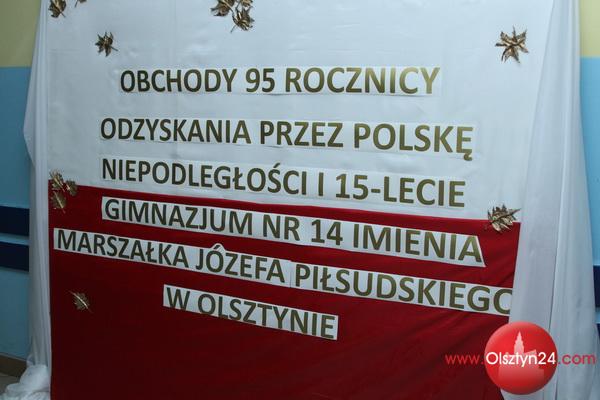 OBCHODY 95 ROCZNICY
ODZYSKANIA PRZEZ POLSKĘ
NIEPODLEGŁOŚCI I 15-LECIE
GIMNAZJUM NR 14 IMIENIA
MARSZAŁKA JÓZEFA PIŁSUDSKIEGO
W OLSZTYNIE
www.Olsztyn24.com